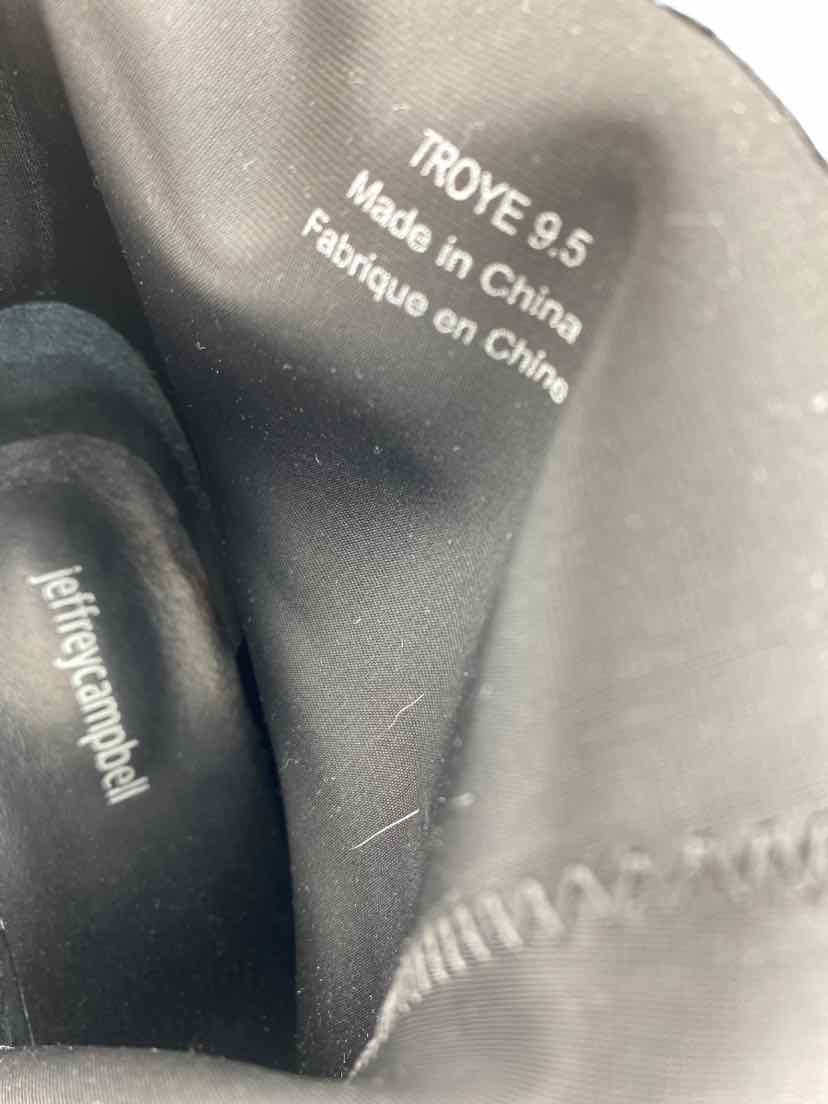 TROYE 9.5
Made in China
Fabrique en Chine
jeffreycampbell